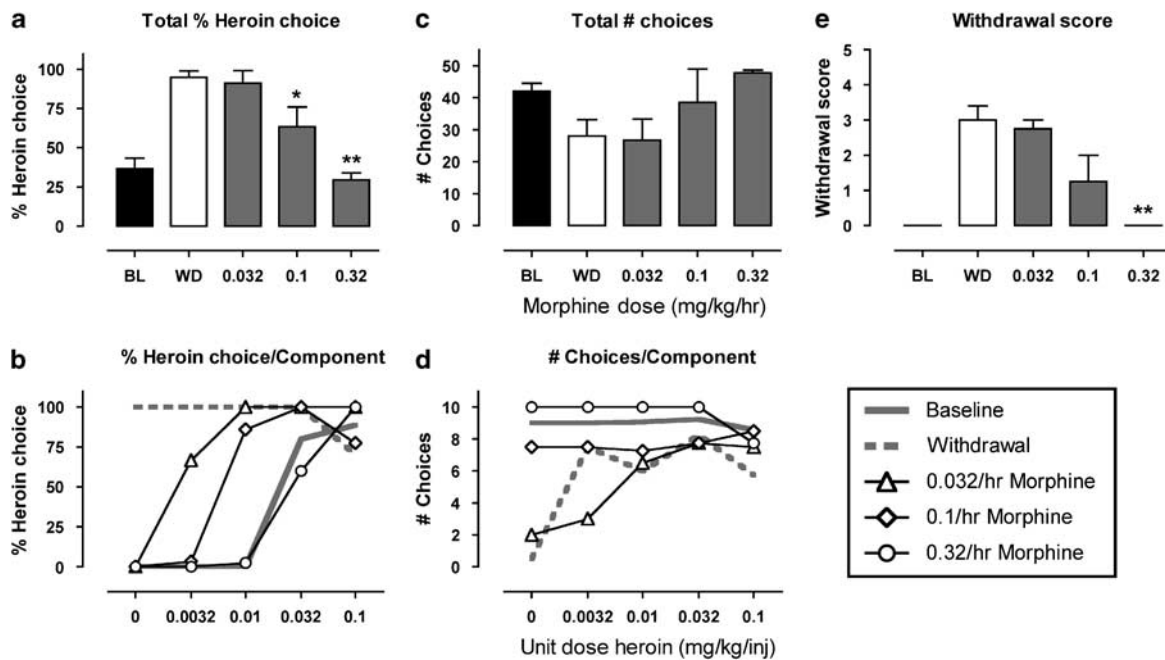 a
Total % Heroin choice
% Heroin choice
100
75
50
25
0
*
**
BL WD 0.032 0.1 0.32
c
Total # choices
# Choices
50
40
30
20
10
0
BL WD 0.032 0.1 0.32
Morphine dose (mg/kg/hr)
e
Withdrawal score
Withdrawal score
5
4
3
2
1
0
**
BL WD 0.032 0.1 0.32
b
% Heroin choice/Component
% Heroin choice
100
75
50
25
0
0 0.0032 0.01 0.032 0.1
d
# Choices/Component
# Choices
10
8
6
4
2
0
0 0.0032 0.01 0.032 0.1
Unit dose heroin (mg/kg/inj)
Baseline
Withdrawal
0.032/hr Morphine
0.1/hr Morphine
0.32/hr Morphine